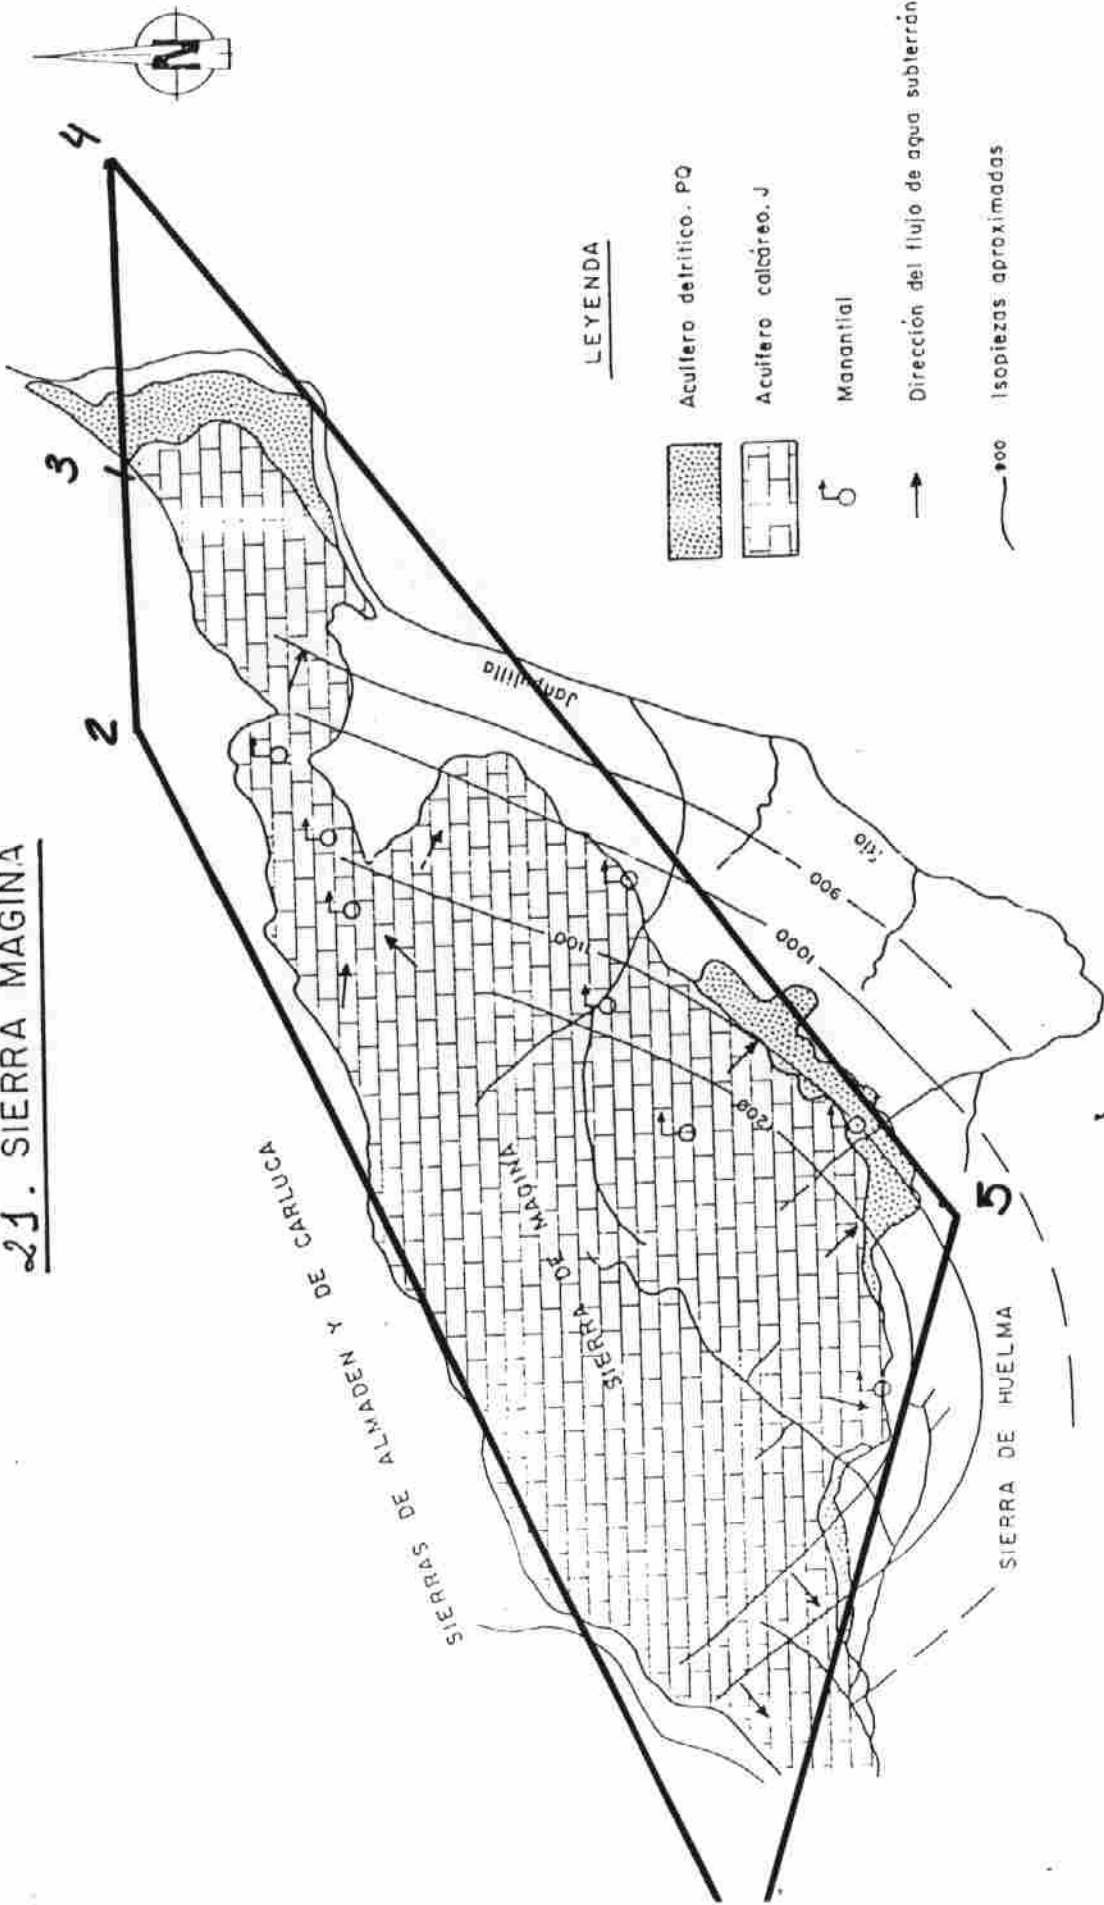 21. SIERRA MAGINA
N
2
3
4
5
SIERRAS DE ALMADEN Y DE CARLUCA
SIERRA DE MAGINA
SIERRA DE HUELMA
Río
Jandulilla
900
1000
1100
1200
LEYENDA
Acuífero detrítico. PQ
Acuífero calcáreo. J
Manantial
Dirección del flujo de agua subterrán
900 Isopiezas aproximadas